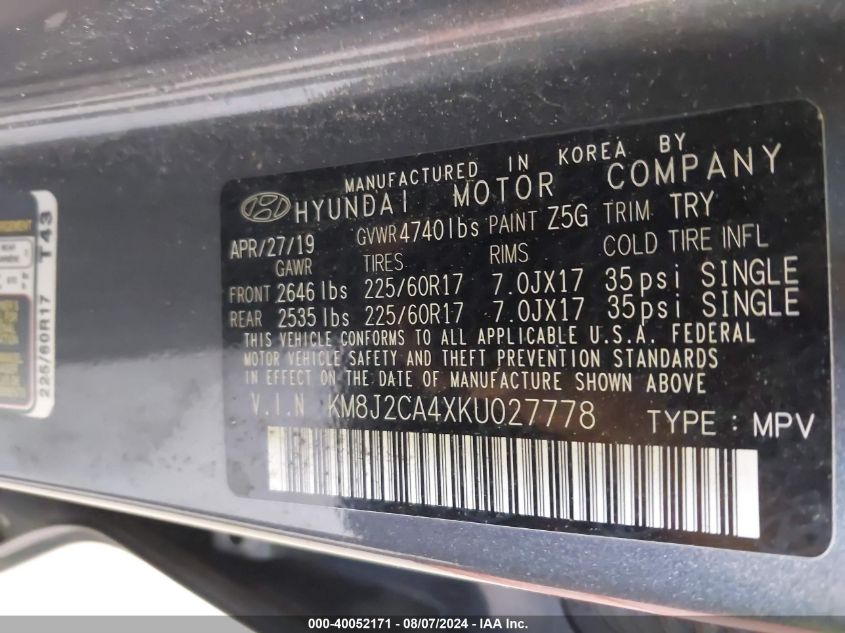 MANUFACTURED IN KOREA BY
HYUNDAI MOTOR COMPANY
APR/27/19 GVWR 4740lbs PAINT Z5G TRIM TRY
GAWR TIRES RIMS COLD TIRE INFL
FRONT 2646 lbs 225/60R17 7.0JX17 35psi SINGLE
REAR 2535 lbs 225/60R17 7.0JX17 35psi SINGLE
THIS VEHICLE CONFORMS TO ALL APPLICABLE U.S.A. FEDERAL
MOTOR VEHICLE SAFETY AND THEFT PREVENTION STANDARDS
IN EFFECT ON THE DATE OF MANUFACTURE SHOWN ABOVE
V.I.N KM8J2CA4XKU027778 TYPE : MPV
225/60R17 T43
000-40052171 — 08/07/2024 - IAA Inc.